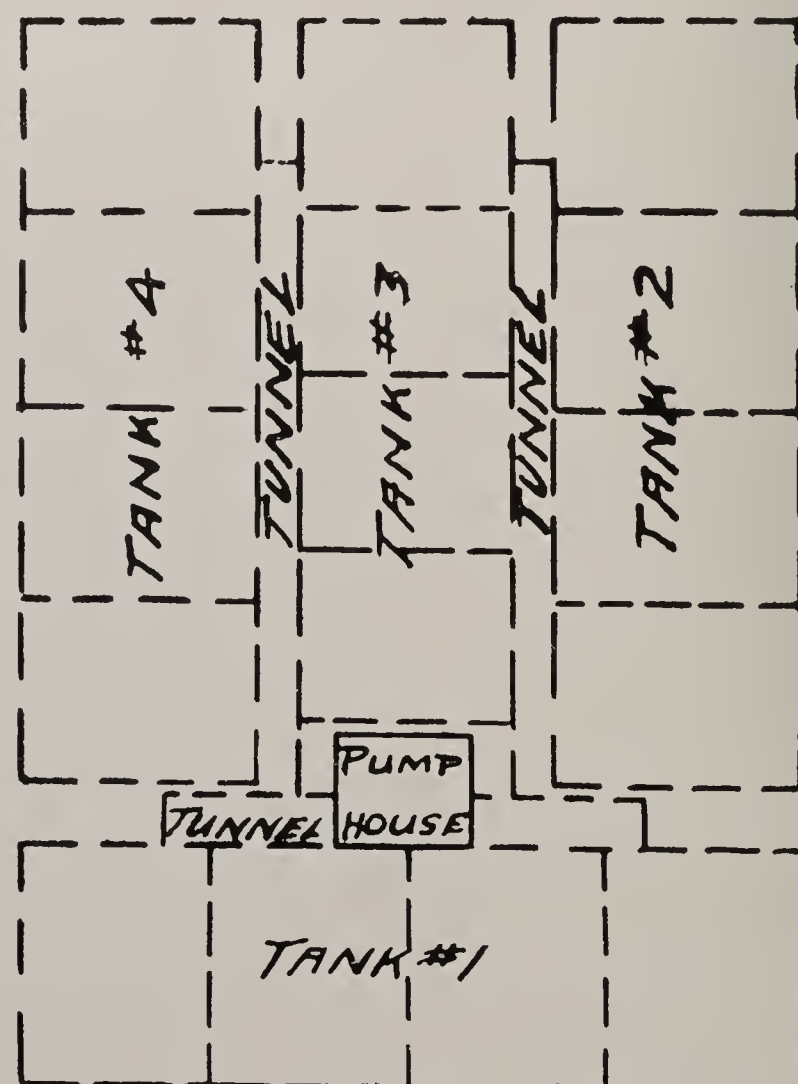 TANK #4
TUNNEL
TANK #3
TUNNEL
TANK #2
PUMP
HOUSE
TUNNEL
TANK #1